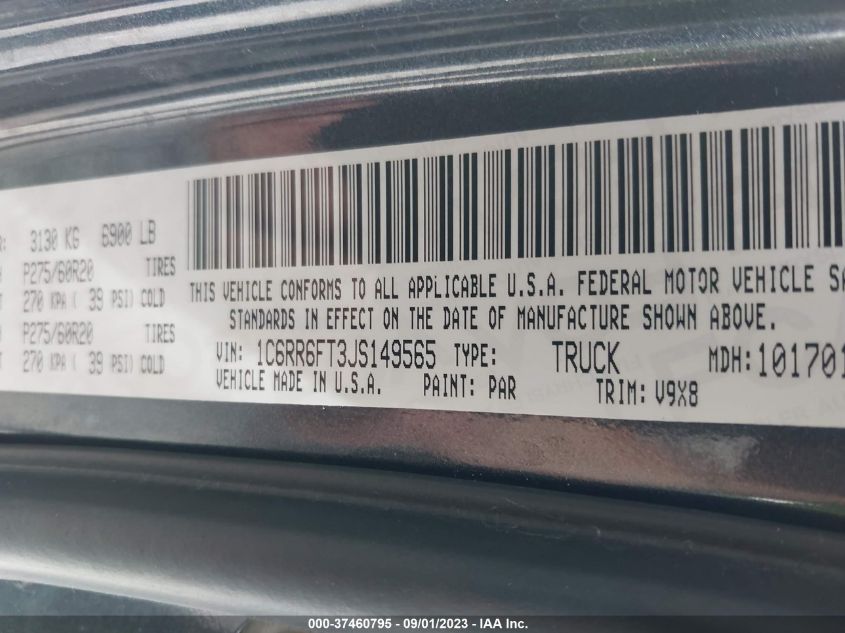 R: 3130 KG 6900 LB
P275/60R20 TIRES
270 KPA ( 39 PSI) COLD
P275/60R20 TIRES
270 KPA ( 39 PSI) COLD
THIS VEHICLE CONFORMS TO ALL APPLICABLE U.S.A. FEDERAL MOTOR VEHICLE SA
STANDARDS IN EFFECT ON THE DATE OF MANUFACTURE SHOWN ABOVE.
VIN: 1C6RR6FT3JS149565 TYPE: TRUCK MDH: 101701
VEHICLE MADE IN U.S.A. PAINT: PAR TRIM: V9X8
000-37460795 - 09/01/2023 - IAA Inc.